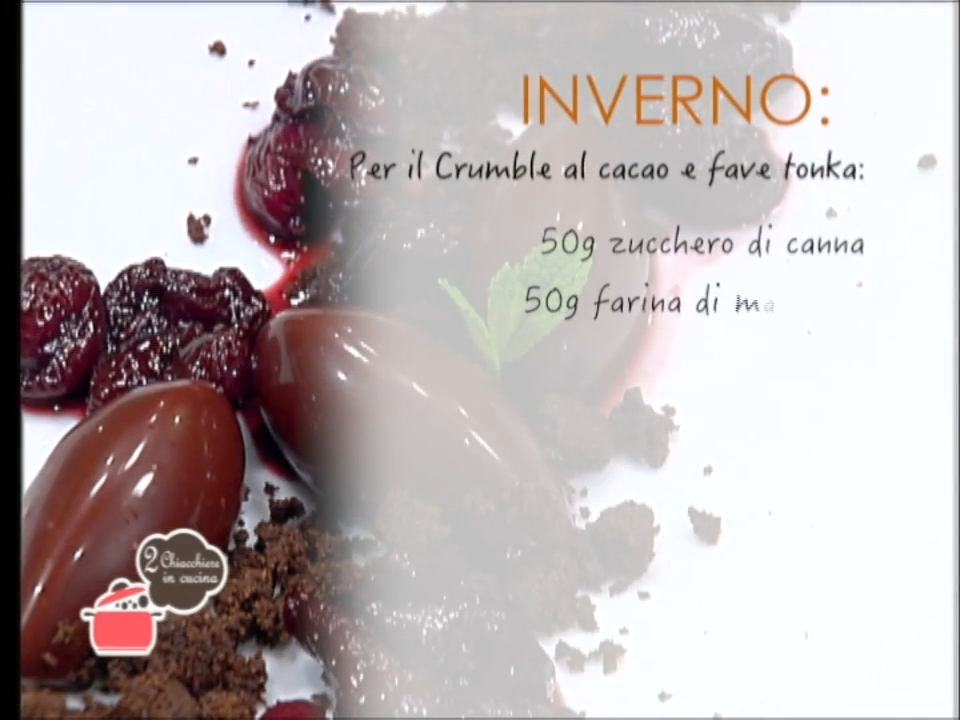 INVERNO:
Per il Crumble al cacao e fave tonka:
50g zucchero di canna
50g farina di ma
2 Chiacchiere
in cucina